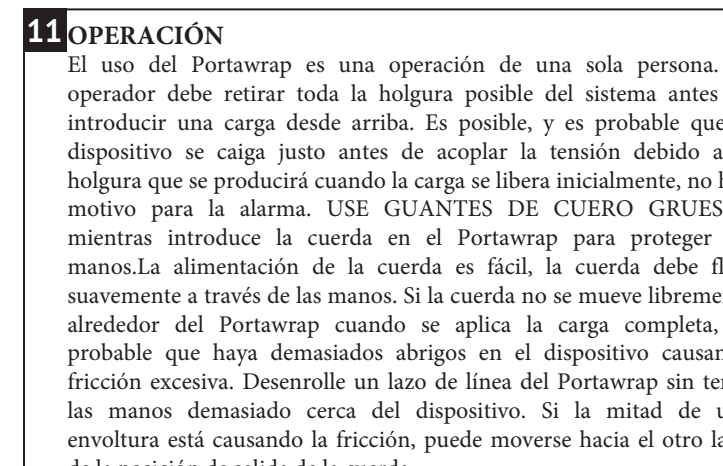 11 OPERACIÓN
El uso del Portawrap es una operación de una sola persona.
operador debe retirar toda la holgura posible del sistema antes
introducir una carga desde arriba. Es posible, y es probable que
dispositivo se caiga justo antes de acoplar la tensión debido a
holgura que se producirá cuando la carga se libera inicialmente, no
motivo para la alarma. USE GUANTES DE CUERO
mientras introduce la cuerda en el Portawrap para proteger
manos.La alimentación de la cuerda es fácil, la cuerda debe
suavemente a través de las manos. Si la cuerda no se mueve
alrededor del Portawrap cuando se aplica la carga completa,
probable que haya demasiados abrigos en el dispositivo
fricción excesiva. Desenrolle un lazo de línea del Portawrap sin
las manos demasiado cerca del dispositivo. Si la mitad de
envoltura está causando la fricción, puede moverse hacia el otro